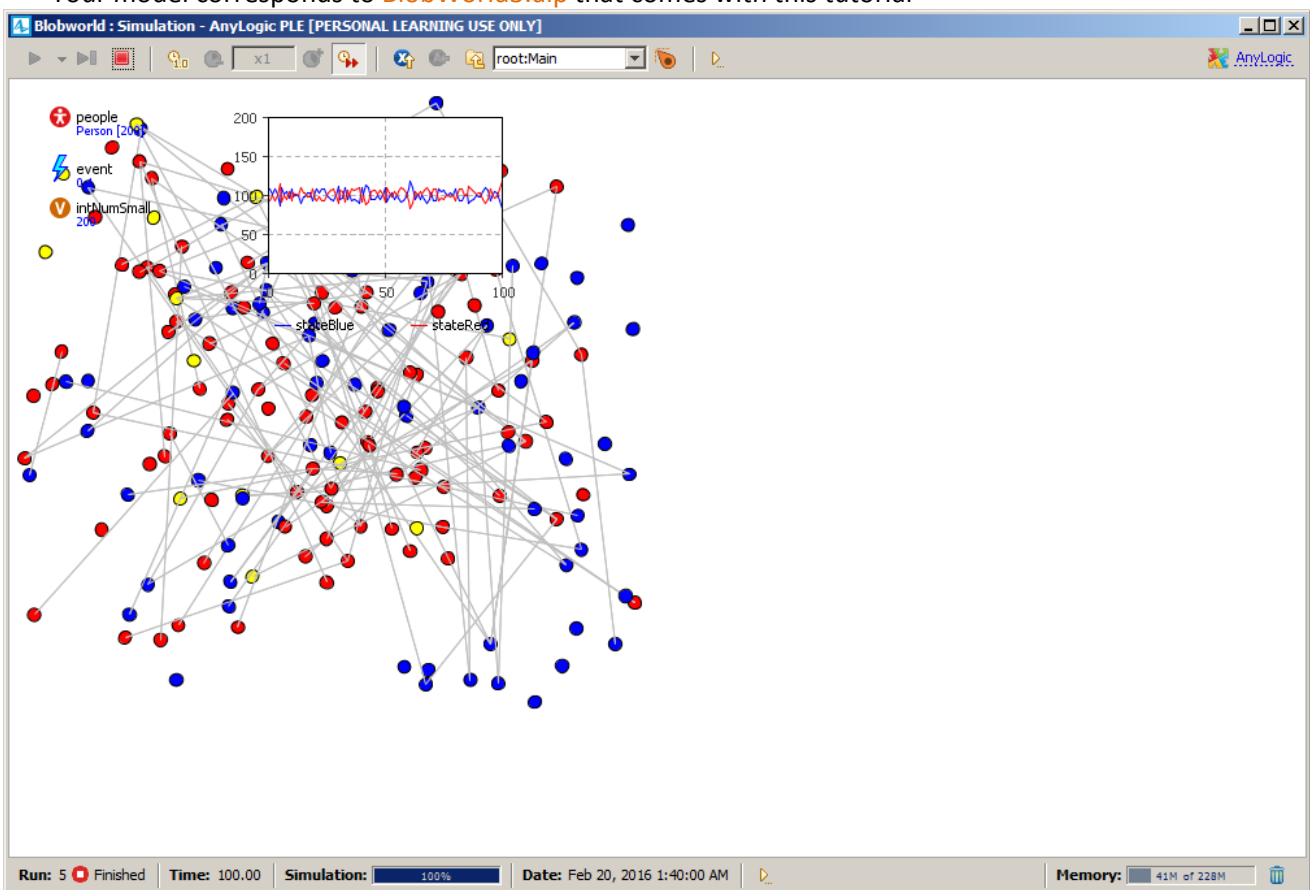 Blobworld : Simulation - AnyLogic PLE [PERSONAL LEARNING USE ONLY]
x1
root:Main
AnyLogic
people
Person [200]
event
intNumSmall
200
200
150
100
50
0
50
100
stateBlue
stateRed
Run: 5 Finished
Time: 100.00
Simulation: 100%
Date: Feb 20, 2016 1:40:00 AM
Memory: 41M of 228M